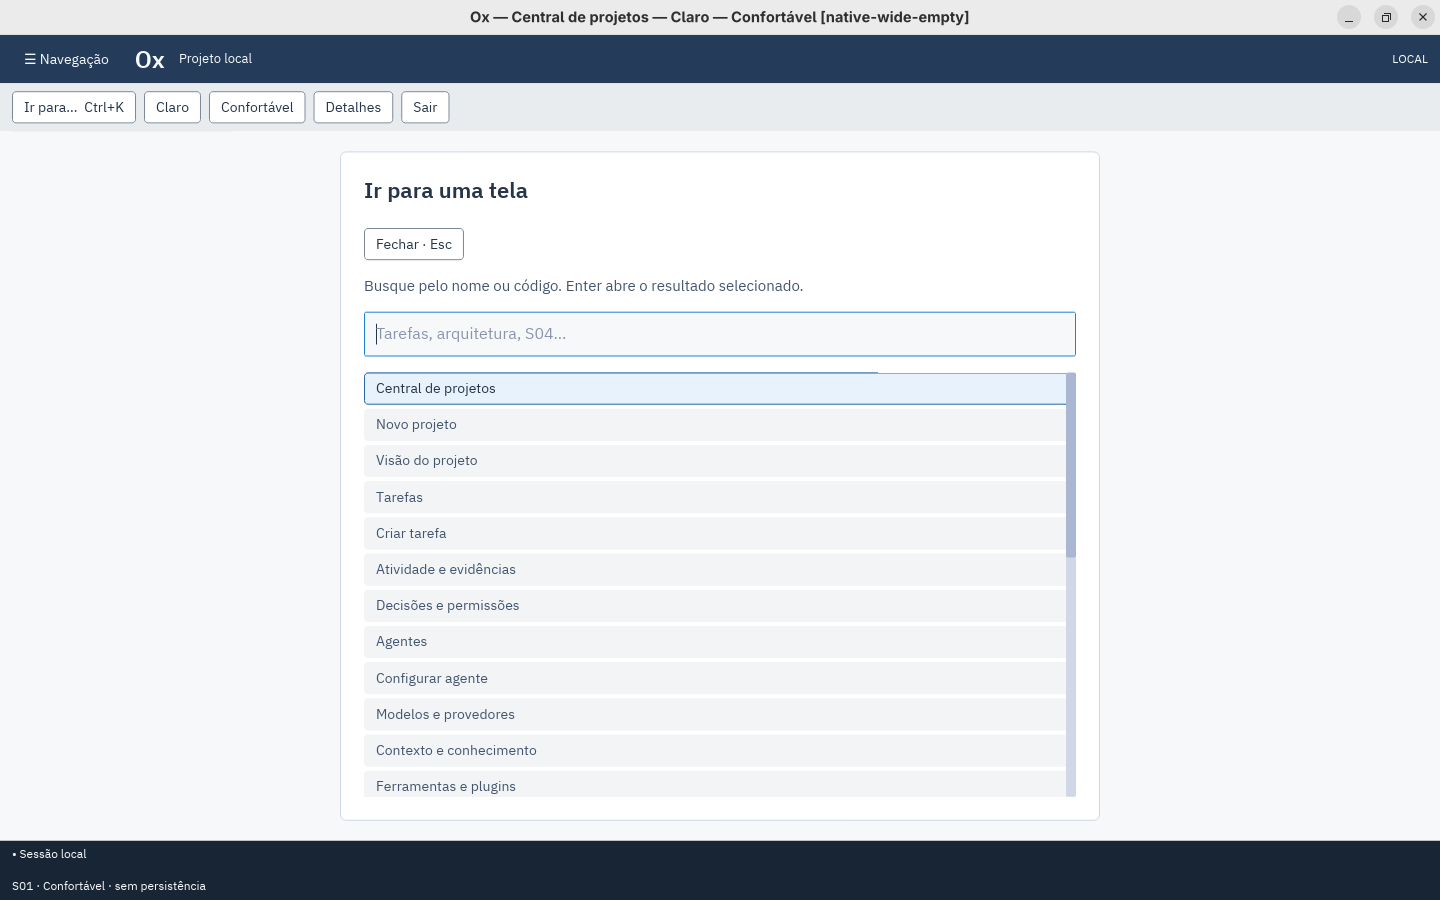 Ox — Central de projetos — Claro — Confortável [native-wide-empty]
☰ Navegação
Ox
Projeto local
LOCAL
Ir para... Ctrl+K
Claro
Confortável
Detalhes
Sair
Ir para uma tela
Fechar · Esc
Busque pelo nome ou código. Enter abre o resultado selecionado.
Tarefas, arquitetura, S04...
Central de projetos
Novo projeto
Visão do projeto
Tarefas
Criar tarefa
Atividade e evidências
Decisões e permissões
Agentes
Configurar agente
Modelos e provedores
Contexto e conhecimento
Ferramentas e plugins
• Sessão local
S01 · Confortável · sem persistência